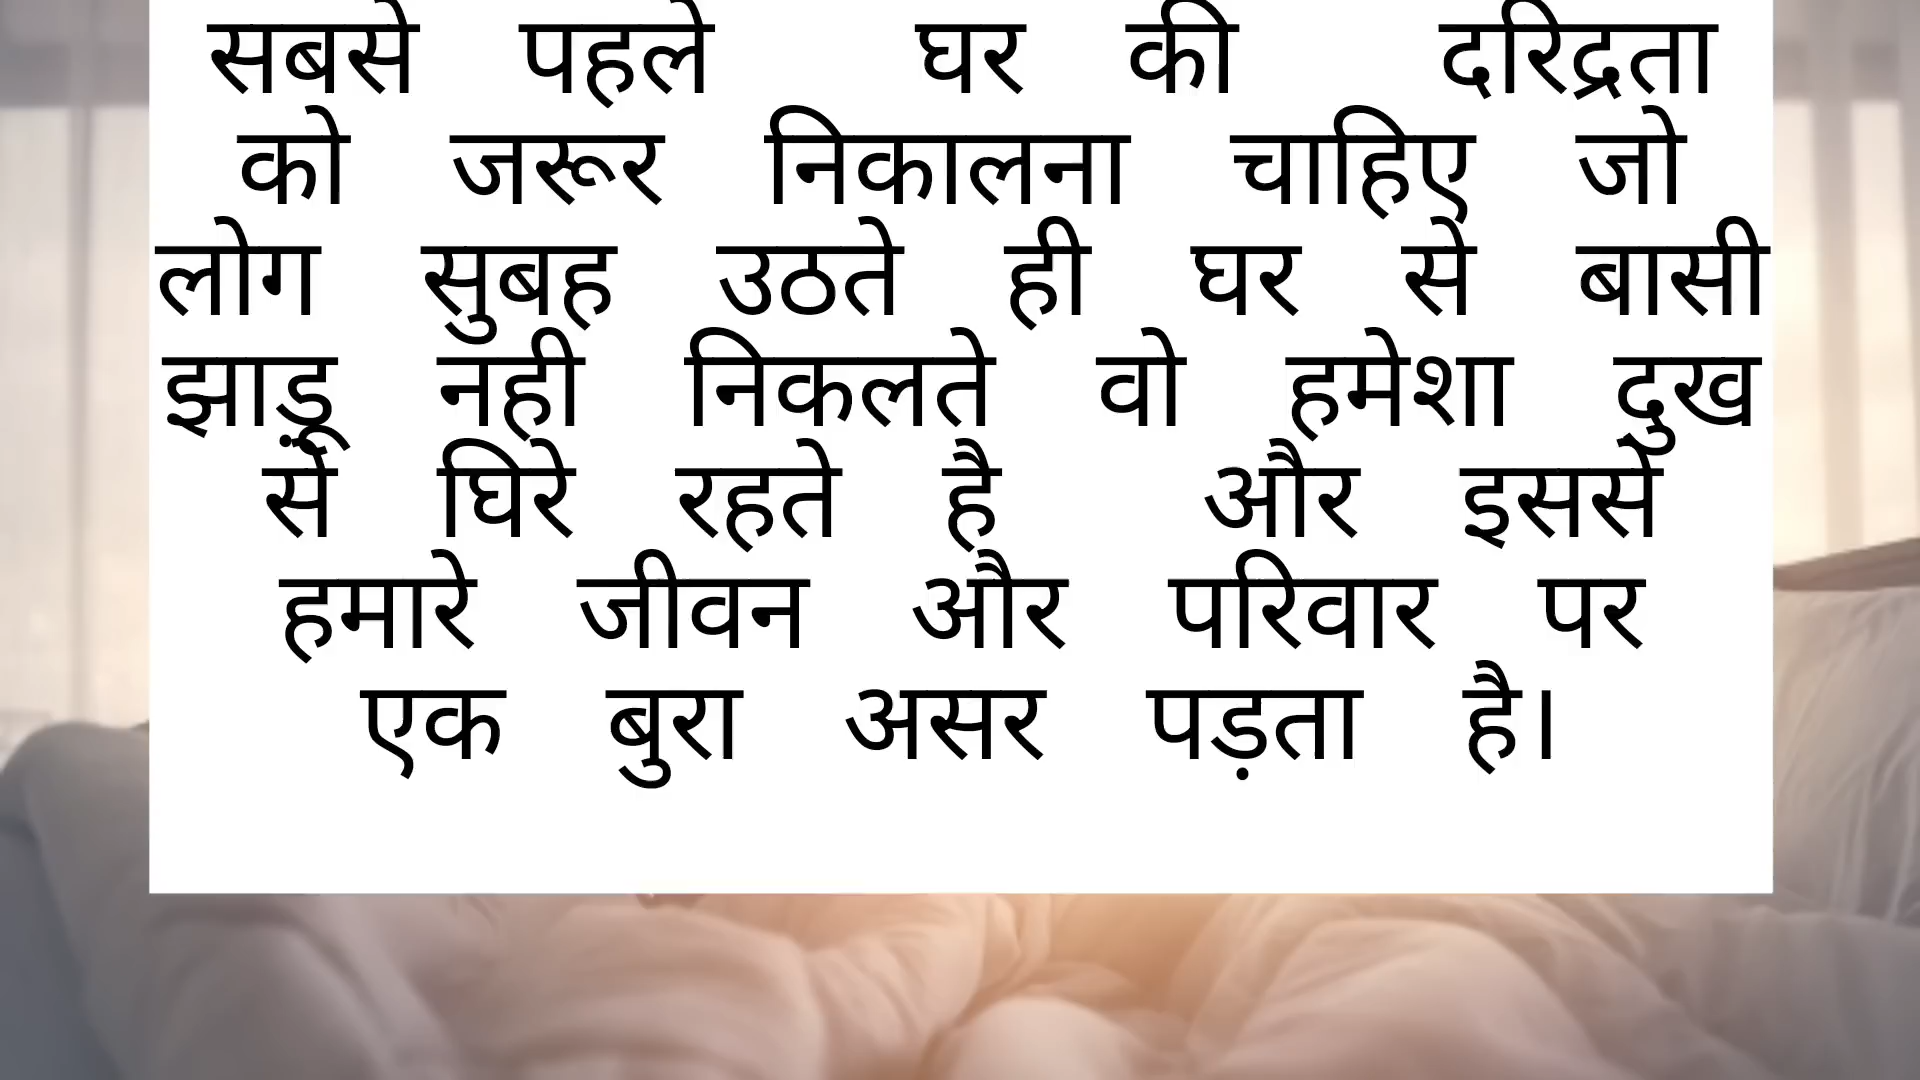 सबसे पहले घर की दरिद्रता
को जरूर निकालना चाहिए जो
लोग सुबह उठते ही घर से बासी
झाड़ू नही निकलते वो हमेशा दुख
से घिरे रहते है और इससे
हमारे जीवन और परिवार पर
एक बुरा असर पड़ता है।